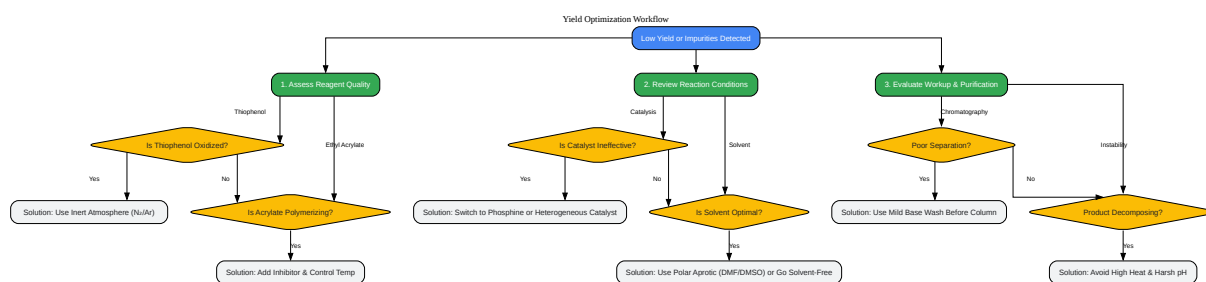 Yield Optimization Workflow
Low Yield or Impurities Detected
1. Assess Reagent Quality
2. Review Reaction Conditions
3. Evaluate Workup & Purification
Thiophenol
Catalysis
Chromatography
Is Thiophenol Oxidized?
Ethyl Acrylate
Is Catalyst Ineffective?
Solvent
Poor Separation?
Instability
Yes
No
Yes
No
Yes
No
Solution: Use Inert Atmosphere (N₂/Ar)
Is Acrylate Polymerizing?
Solution: Switch to Phosphine or Heterogeneous Catalyst
Is Solvent Optimal?
Solution: Use Mild Base Wash Before Column
Product Decomposing?
Yes
Yes
Yes
Solution: Add Inhibitor & Control Temp
Solution: Use Polar Aprotic (DMF/DMSO) or Go Solvent-Free
Solution: Avoid High Heat & Harsh pH